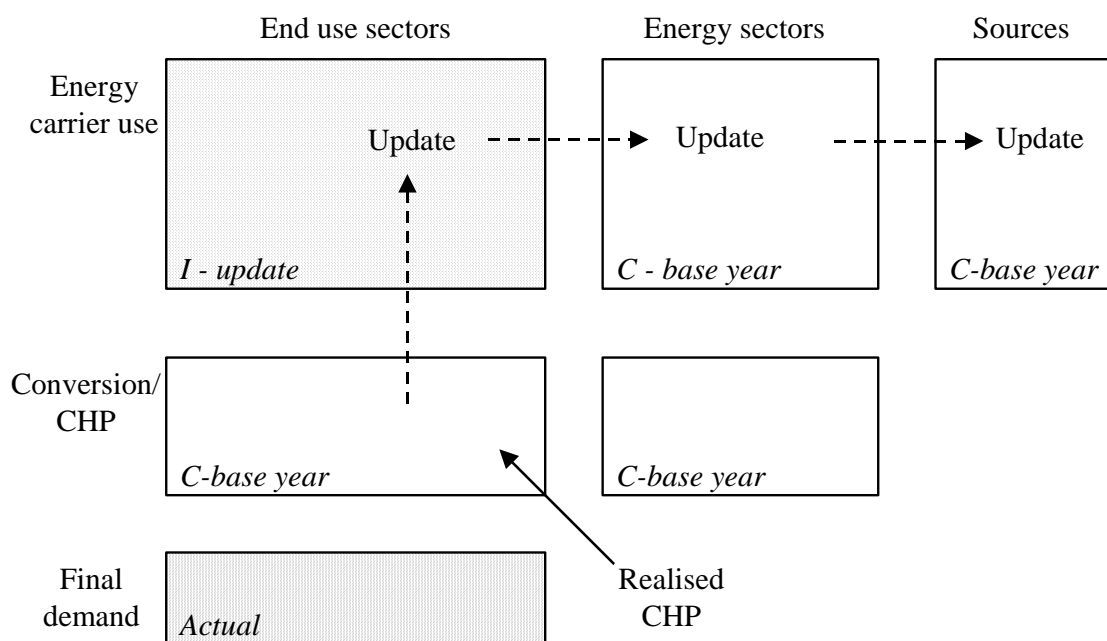 End use sectors
Energy sectors
Sources
Energy
carrier use
Update
Update
Update
I - update
C - base year
C-base year
Conversion/
CHP
C-base year
C-base year
Final
demand
Realised
CHP
Actual